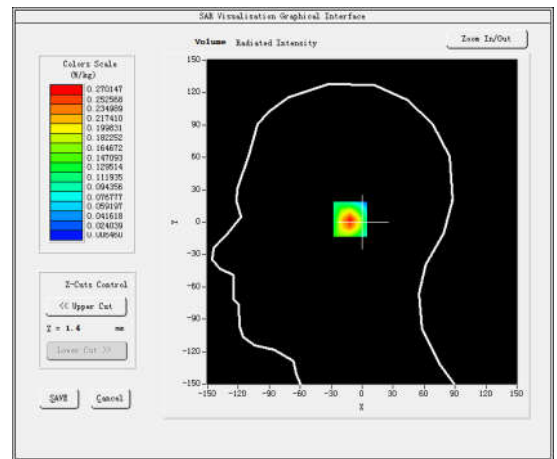 SAR Visualisation Graphical Interface
Volume Radiated Intensity
Zoom In/Out
Colors Scale
(W/kg)
0.270147
0.252568
0.234989
0.217410
0.199831
0.182252
0.164672
0.147093
0.129514
0.111935
0.094356
0.076777
0.059197
0.041618
0.024039
0.006460
Z-Cuts Control
<< Upper Cut
Z = 1.4 mm
Lower Cut >>
SAVE
Cancel
150
90
60
30
0
-30
-60
-90
-120
-150
Y
-150 -120 -90 -60 -30 0 30 60 90 120 150
X